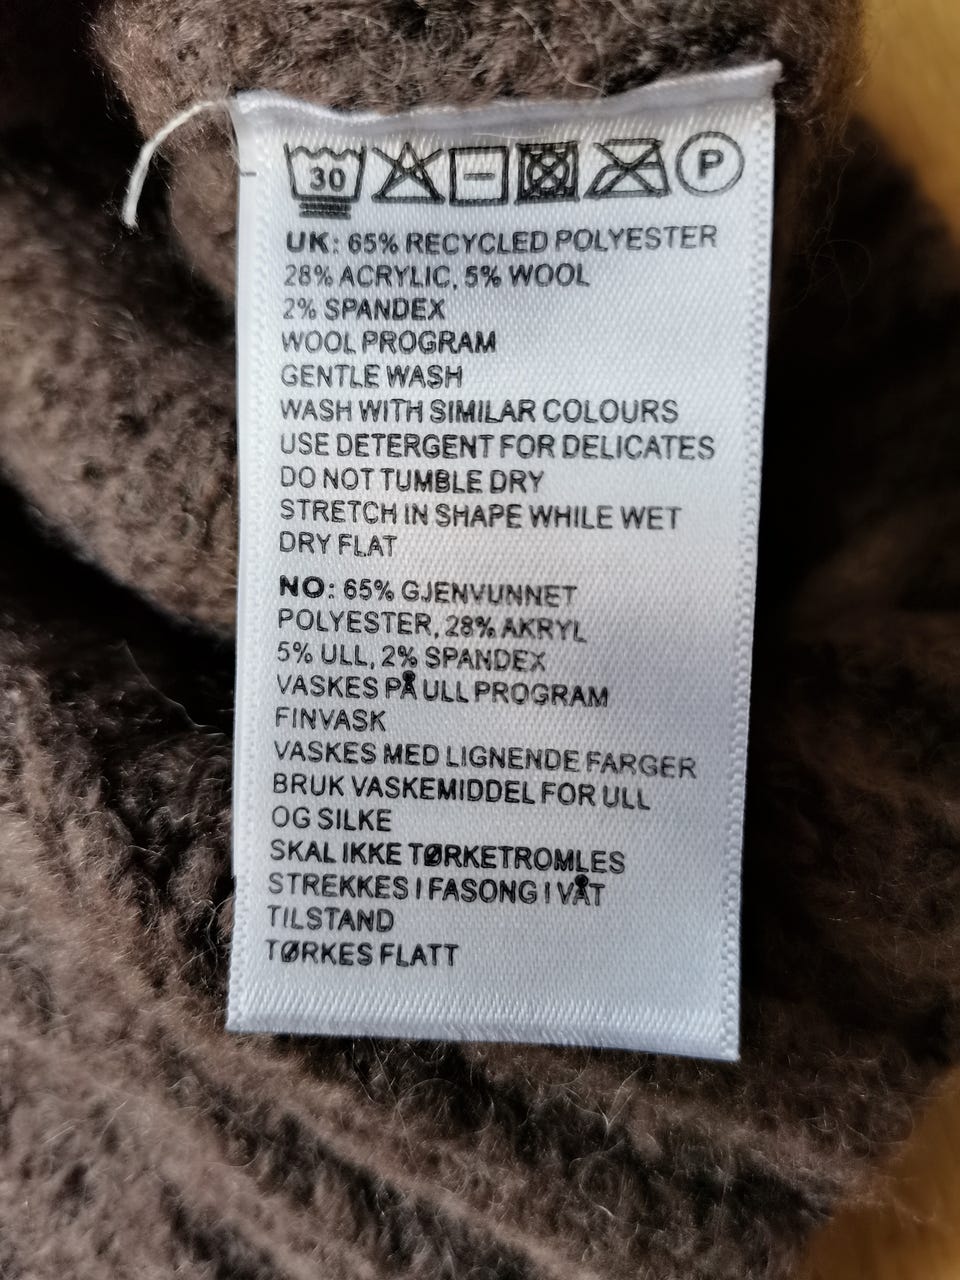 30
P
UK: 65% RECYCLED POLYESTER
28% ACRYLIC, 5% WOOL
2% SPANDEX
WOOL PROGRAM
GENTLE WASH
WASH WITH SIMILAR COLOURS
USE DETERGENT FOR DELICATES
DO NOT TUMBLE DRY
STRETCH IN SHAPE WHILE WET
DRY FLAT
NO: 65% GJENVUNNET
POLYESTER, 28% AKRYL
5% ULL, 2% SPANDEX
VASKES PÅ ULL PROGRAM
FINVASK
VASKES MED LIGNENDE FARGER
BRUK VASKEMIDDEL FOR ULL
OG SILKE
SKAL IKKE TØRKETROMLES
STREKKES I FASONG I VÅT
TILSTAND
TØRKES FLATT